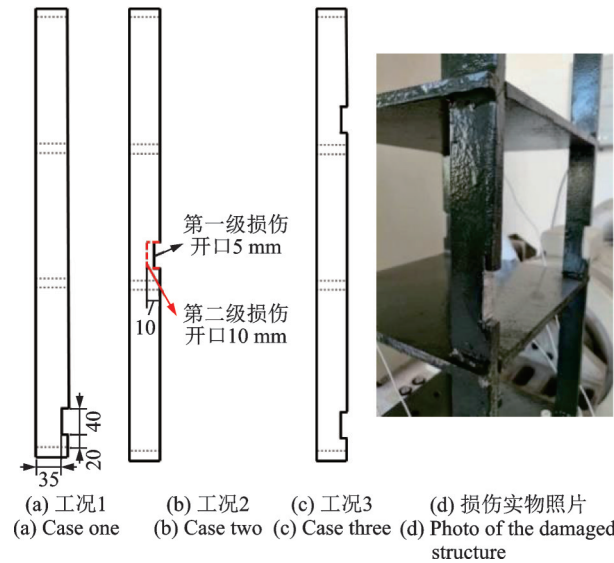 第一级损伤
开口5 mm
第二级损伤
开口10 mm
10
40
20
35
(a) 工况1
(a) Case one
(b) 工况2
(b) Case two
(c) 工况3
(c) Case three
(d) 损伤实物照片
(d) Photo of the damaged
structure